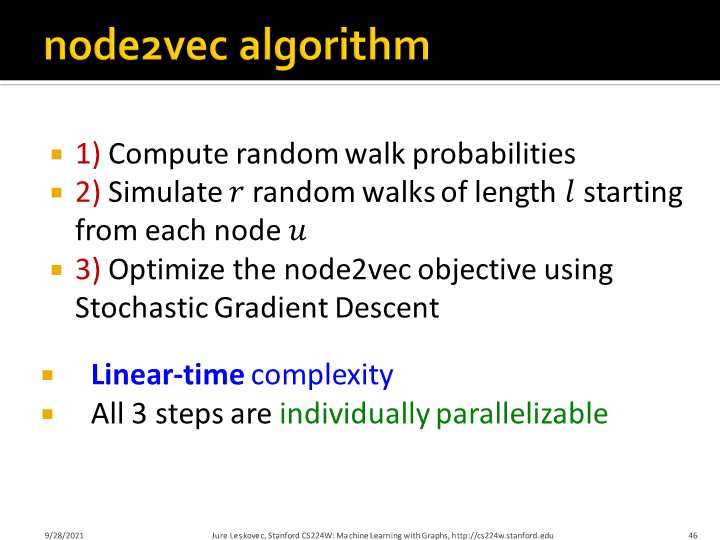 node2vec algorithm
1) Compute random walk probabilities
2) Simulate 𝑟 random walks of length 𝑙 starting
from each node 𝑢
3) Optimize the node2vec objective using
Stochastic Gradient Descent
Linear-time complexity
All 3 steps are individually parallelizable
9/28/2021 Jure Leskovec, Stanford CS224W: Machine Learning with Graphs, http://cs224w.stanford.edu 46